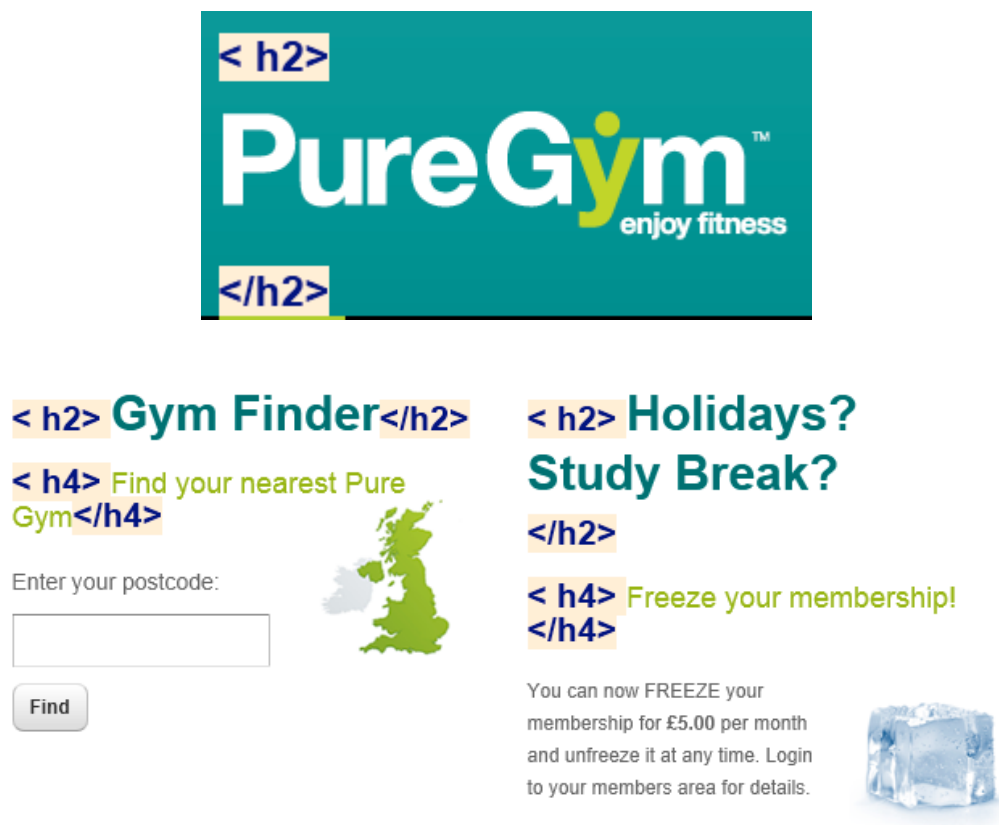 < h2>
PureGym™
enjoy fitness
</h2>
< h2> Gym Finder</h2>
< h4> Find your nearest Pure
Gym</h4>
Enter your postcode:
Find
< h2> Holidays?
Study Break?
</h2>
< h4> Freeze your membership!
</h4>
You can now FREEZE your
membership for £5.00 per month
and unfreeze it at any time. Login
to your members area for details.